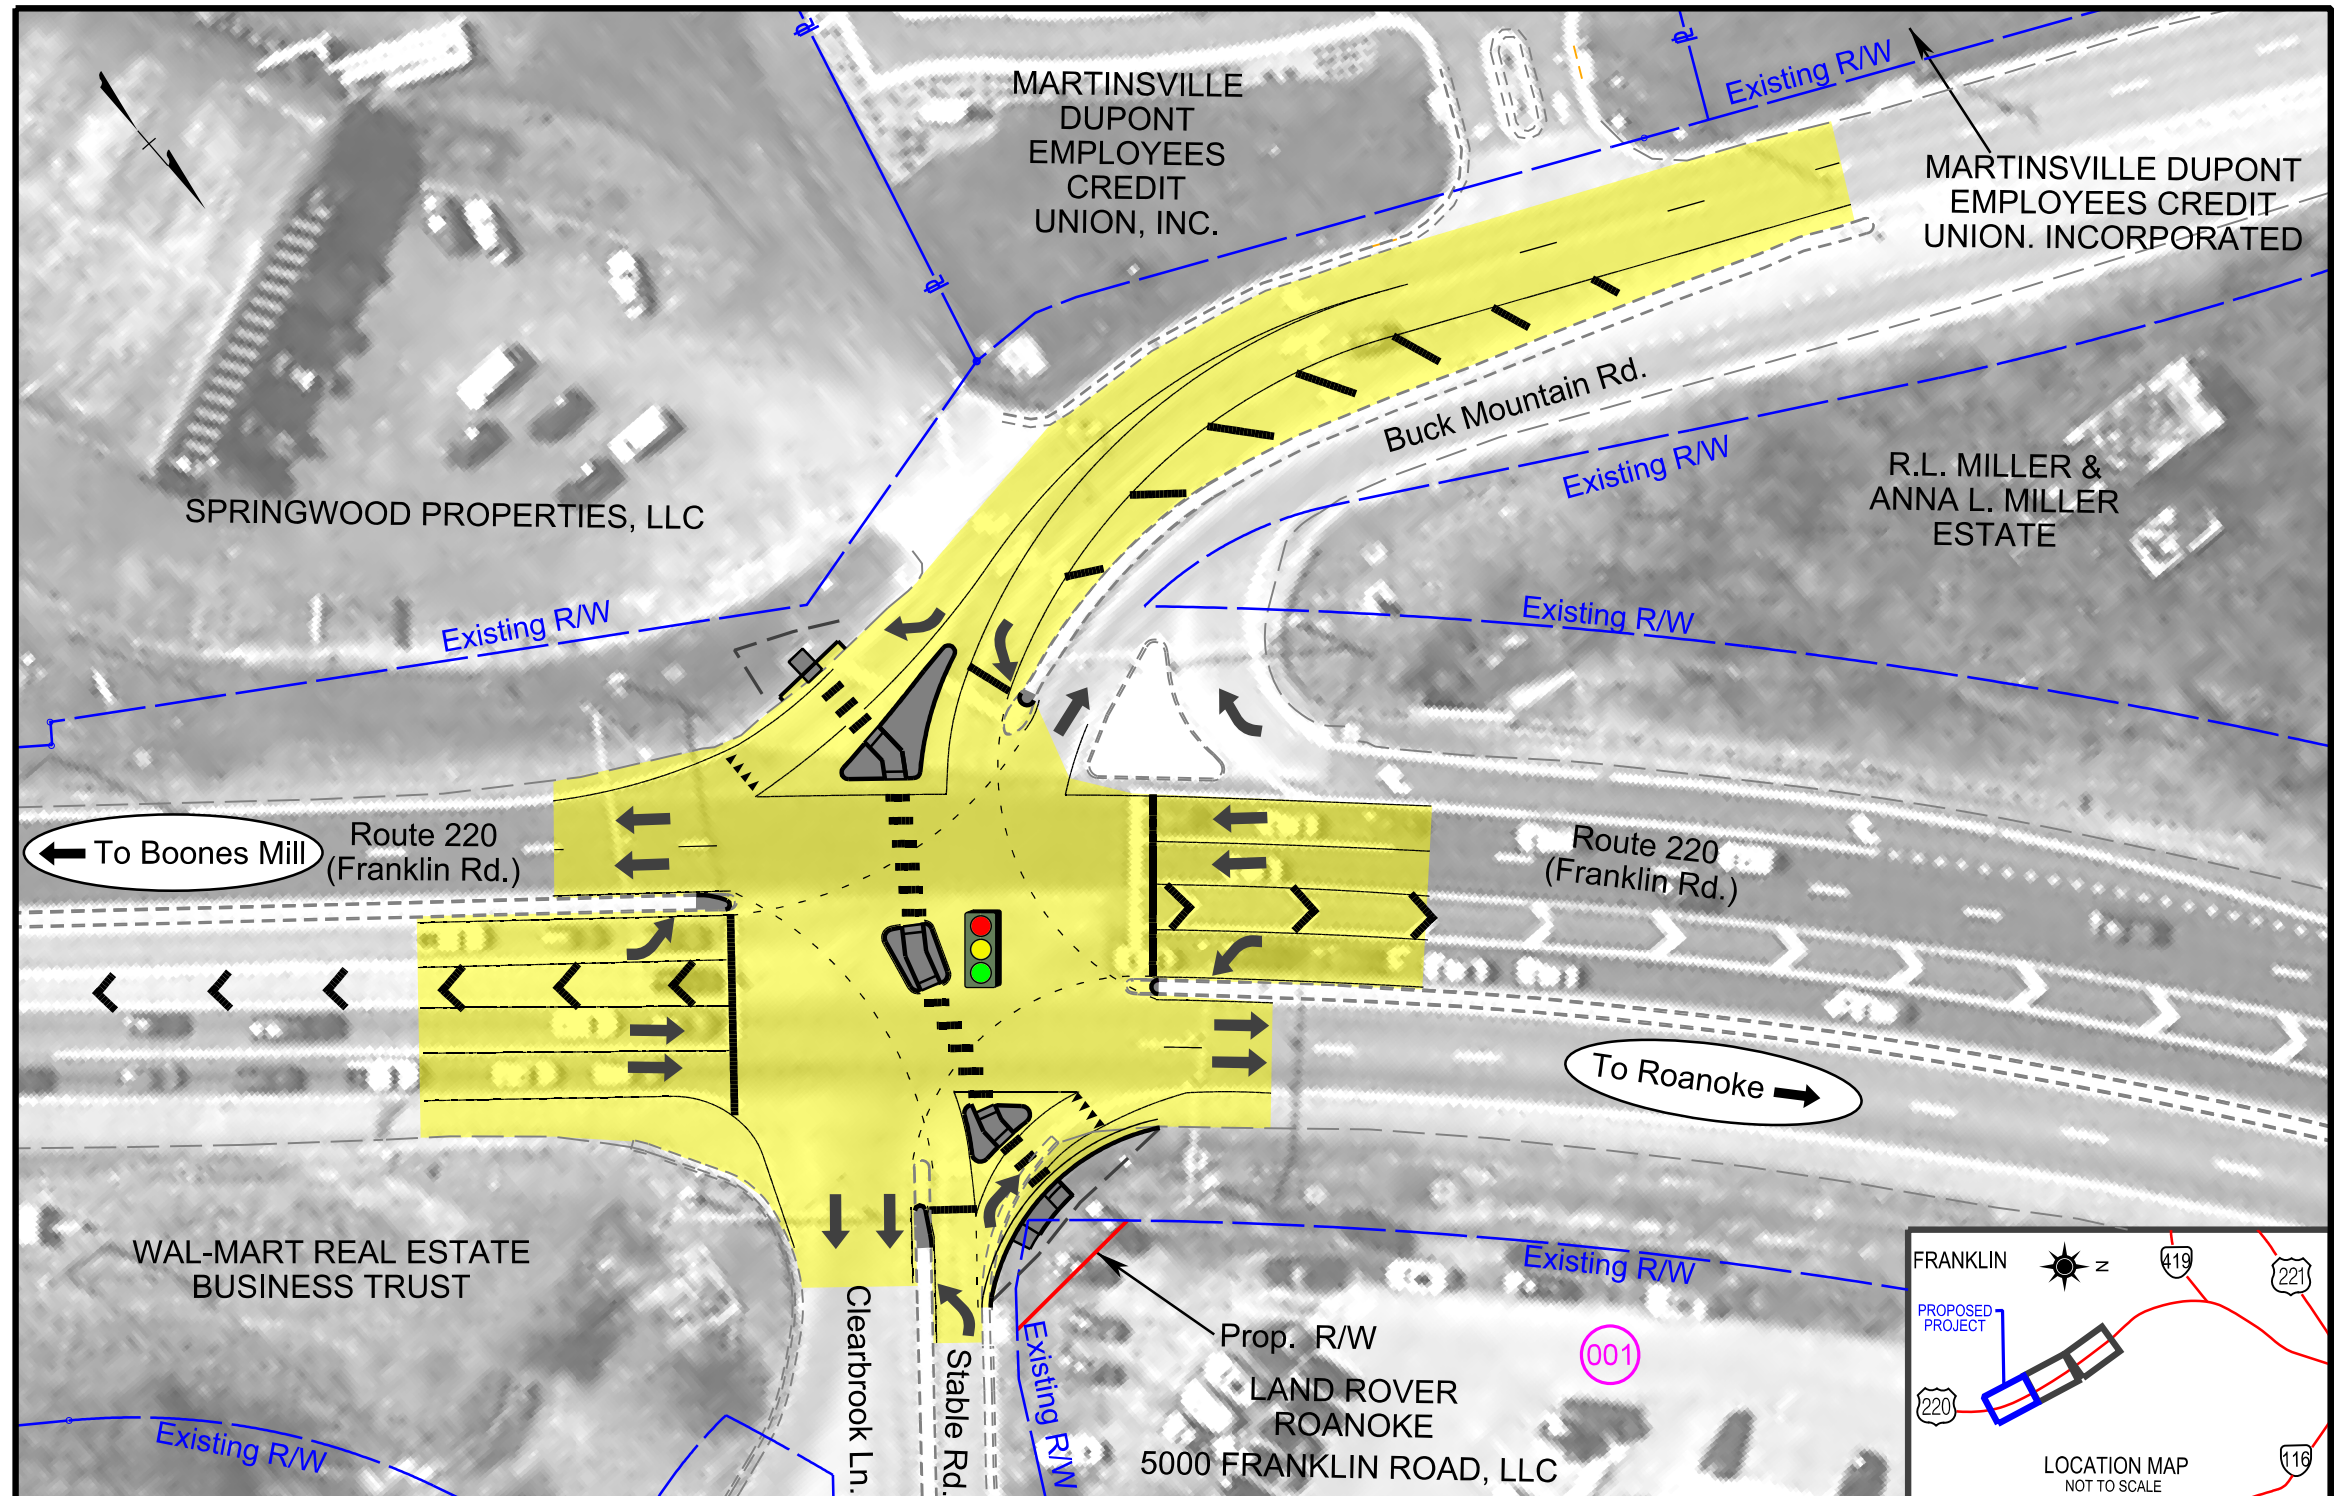 MARTINSVILLE
DUPONT
EMPLOYEES
CREDIT
UNION, INC.
Existing R/W
MARTINSVILLE DUPONT
EMPLOYEES CREDIT
UNION. INCORPORATED
Buck Mountain Rd.
Existing R/W
R.L. MILLER &
ANNA L. MILLER
ESTATE
SPRINGWOOD PROPERTIES, LLC
Existing R/W
Existing R/W
To Boones Mill
Route 220
(Franklin Rd.)
Route 220
(Franklin Rd.)
To Roanoke
WAL-MART REAL ESTATE
BUSINESS TRUST
Existing R/W
Clearbrook Ln.
Stable Rd.
Existing R/W
Existing R/W
Prop. R/W
001
LAND ROVER
ROANOKE
5000 FRANKLIN ROAD, LLC
FRANKLIN
N
419
221
PROPOSED
PROJECT
220
116
LOCATION MAP
NOT TO SCALE